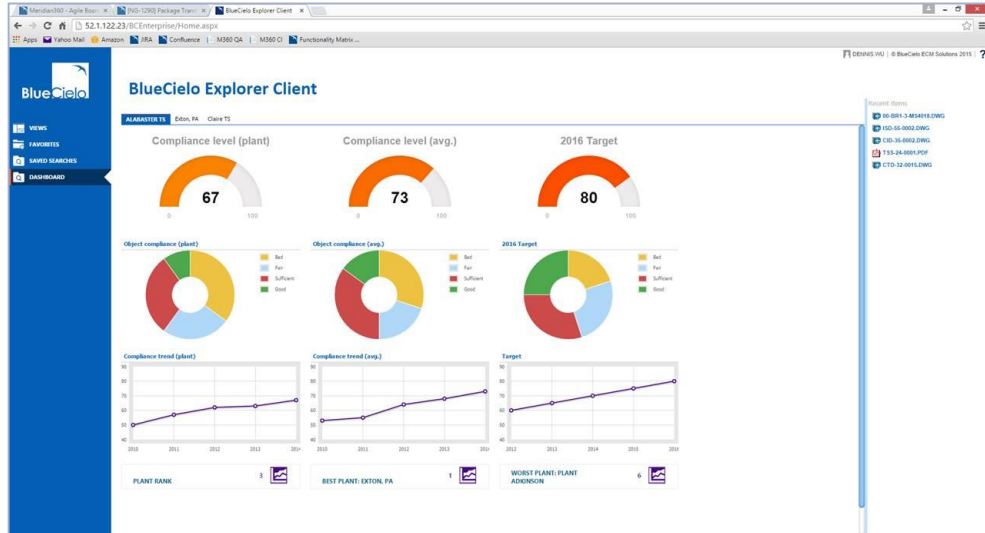 Meridian360 - Agile Board
[NG-1290] Package Transf
BlueCielo Explorer Client
52.1.122.23/BCEnterprise/Home.aspx
Apps Yahoo Mail Amazon JIRA Confluence M360 QA M360 CI Functionality Matrix ...
DENNIS WU | © BlueCielo ECM Solutions 2015 | ?
BlueCielo
BlueCielo Explorer Client
VIEWS
FAVORITES
SAVED SEARCHES
DASHBOARD
ALABASTER TS Exton, PA Claire TS
Compliance level (plant) Compliance level (avg.) 2016 Target
67 73 80
0 100 0 100 0 100
Object compliance (plant) Object compliance (avg.) 2016 Target
Bad Bad Bad
Fair Fair Fair
Sufficient Sufficient Sufficient
Good Good Good
Compliance trend (plant) Compliance trend (avg.) Target
90 90 90
80 80 80
70 70 70
60 60 60
50 50 50
40 40 40
2010 2011 2012 2013 2010 2011 2012 2013 2012 2013 2014 2015 2016
PLANT RANK 3
BEST PLANT: EXTON, PA 1
WORST PLANT: PLANT 6
ADKINSON
Recent items
00-BR1-3-M54018.DWG
ISD-55-0002.DWG
CID-35-0002.DWG
TSS-24-0001.PDF
CTD-32-0015.DWG